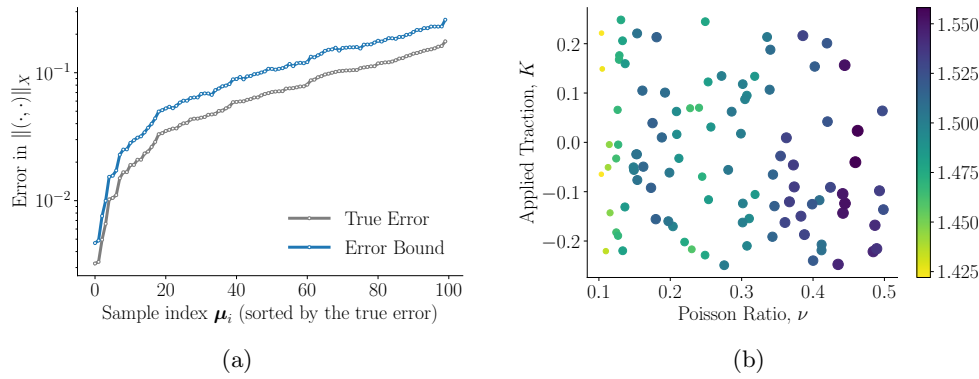 10⁻¹
10⁻²
Error in ‖(·, ·)‖_X
True Error
Error Bound
0 20 40 60 80 100
Sample index μ_i (sorted by the true error)
(a)
0.2
0.1
0.0
−0.1
−0.2
Applied Traction, K
0.1 0.2 0.3 0.4 0.5
Poisson Ratio, ν
1.550
1.525
1.500
1.475
1.450
1.425
(b)